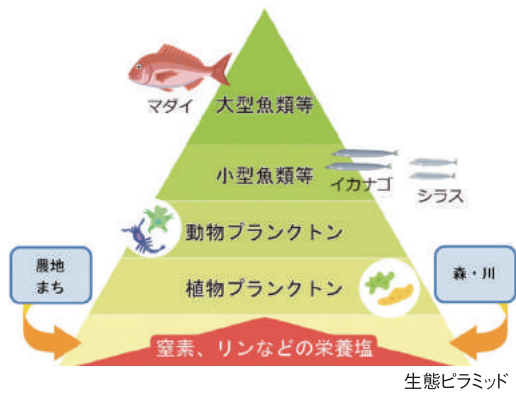 マダイ
大型魚類等
小型魚類等
イカナゴ
シラス
動物プランクトン
農地
まち
植物プランクトン
森・川
窒素、リンなどの栄養塩
生態ピラミッド